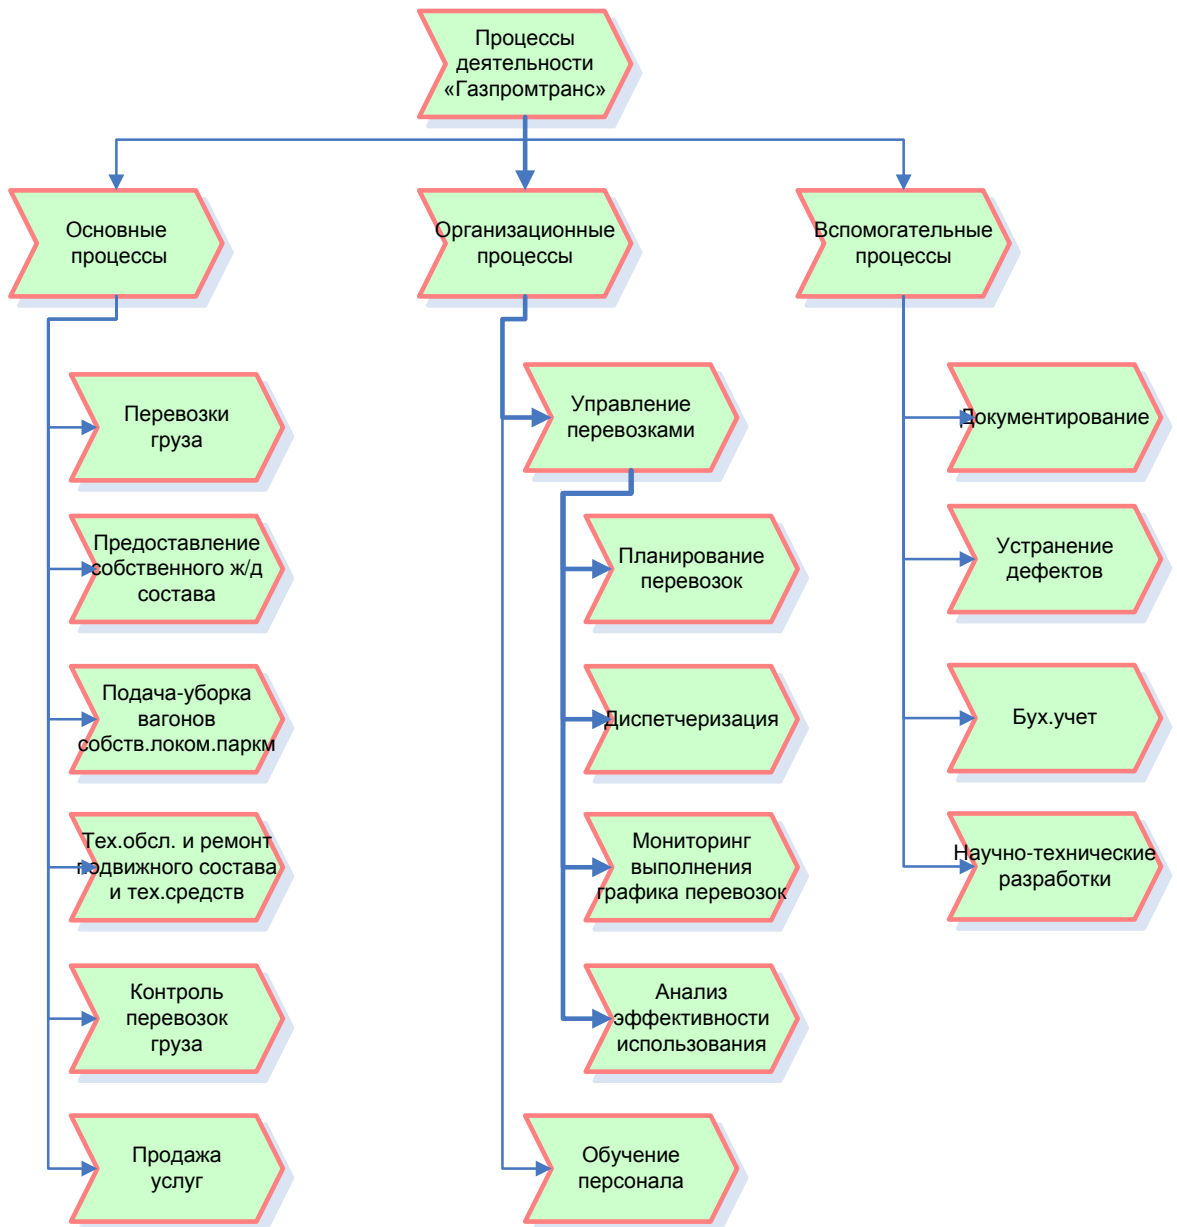 Процессы
деятельности
«Газпромтранс»
Основные
процессы
Организационные
процессы
Вспомогательные
процессы
Перевозки
груза
Предоставление
собственного ж/д
состава
Подача-уборка
вагонов
собств.локом.паркм
Тех.обсл. и ремонт
подвижного состава
и тех.средств
Контроль
перевозок
груза
Продажа
услуг
Управление
перевозками
Планирование
перевозок
Диспетчеризация
Мониторинг
выполнения
графика перевозок
Анализ
эффективности
использования
Обучение
персонала
Документирование
Устранение
дефектов
Бух.учет
Научно-технические
разработки